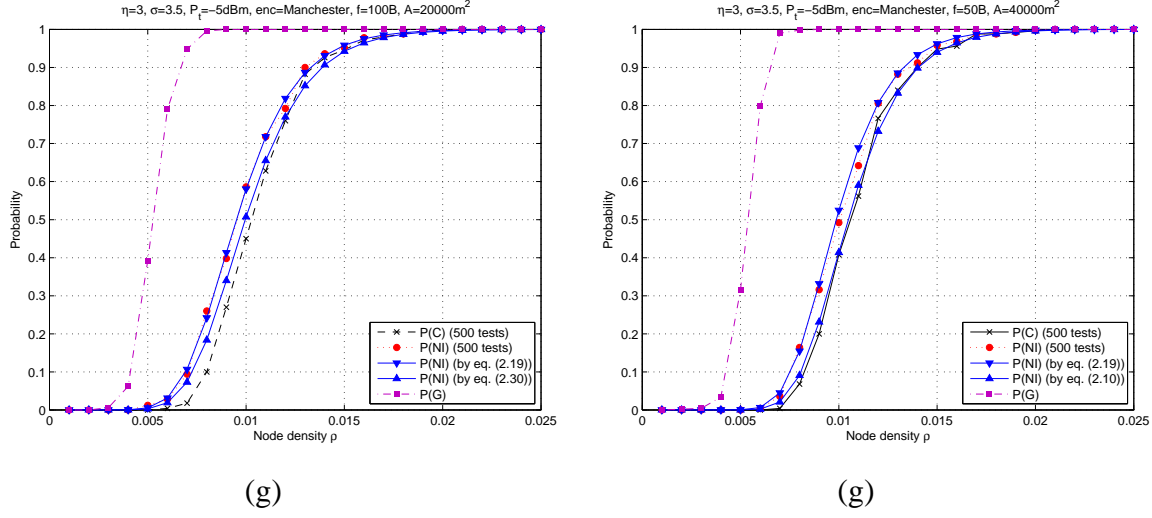 η=3, σ=3.5, Pt=−5dBm, enc=Manchester, f=100B, A=20000m²
1
0.9
0.8
0.7
0.6
0.5
0.4
0.3
0.2
0.1
0
Probability
0 0.005 0.01 0.015 0.02 0.025
Node density ρ
P(C) (500 tests)
P(NI) (500 tests)
P(NI) (by eq. (2.19))
P(NI) (by eq. (2.30))
P(G)
(g)
η=3, σ=3.5, Pt=−5dBm, enc=Manchester, f=50B, A=40000m²
1
0.9
0.8
0.7
0.6
0.5
0.4
0.3
0.2
0.1
0
Probability
0 0.005 0.01 0.015 0.02 0.025
Node density ρ
P(C) (500 tests)
P(NI) (500 tests)
P(NI) (by eq. (2.19))
P(NI) (by eq. (2.10))
P(G)
(g)